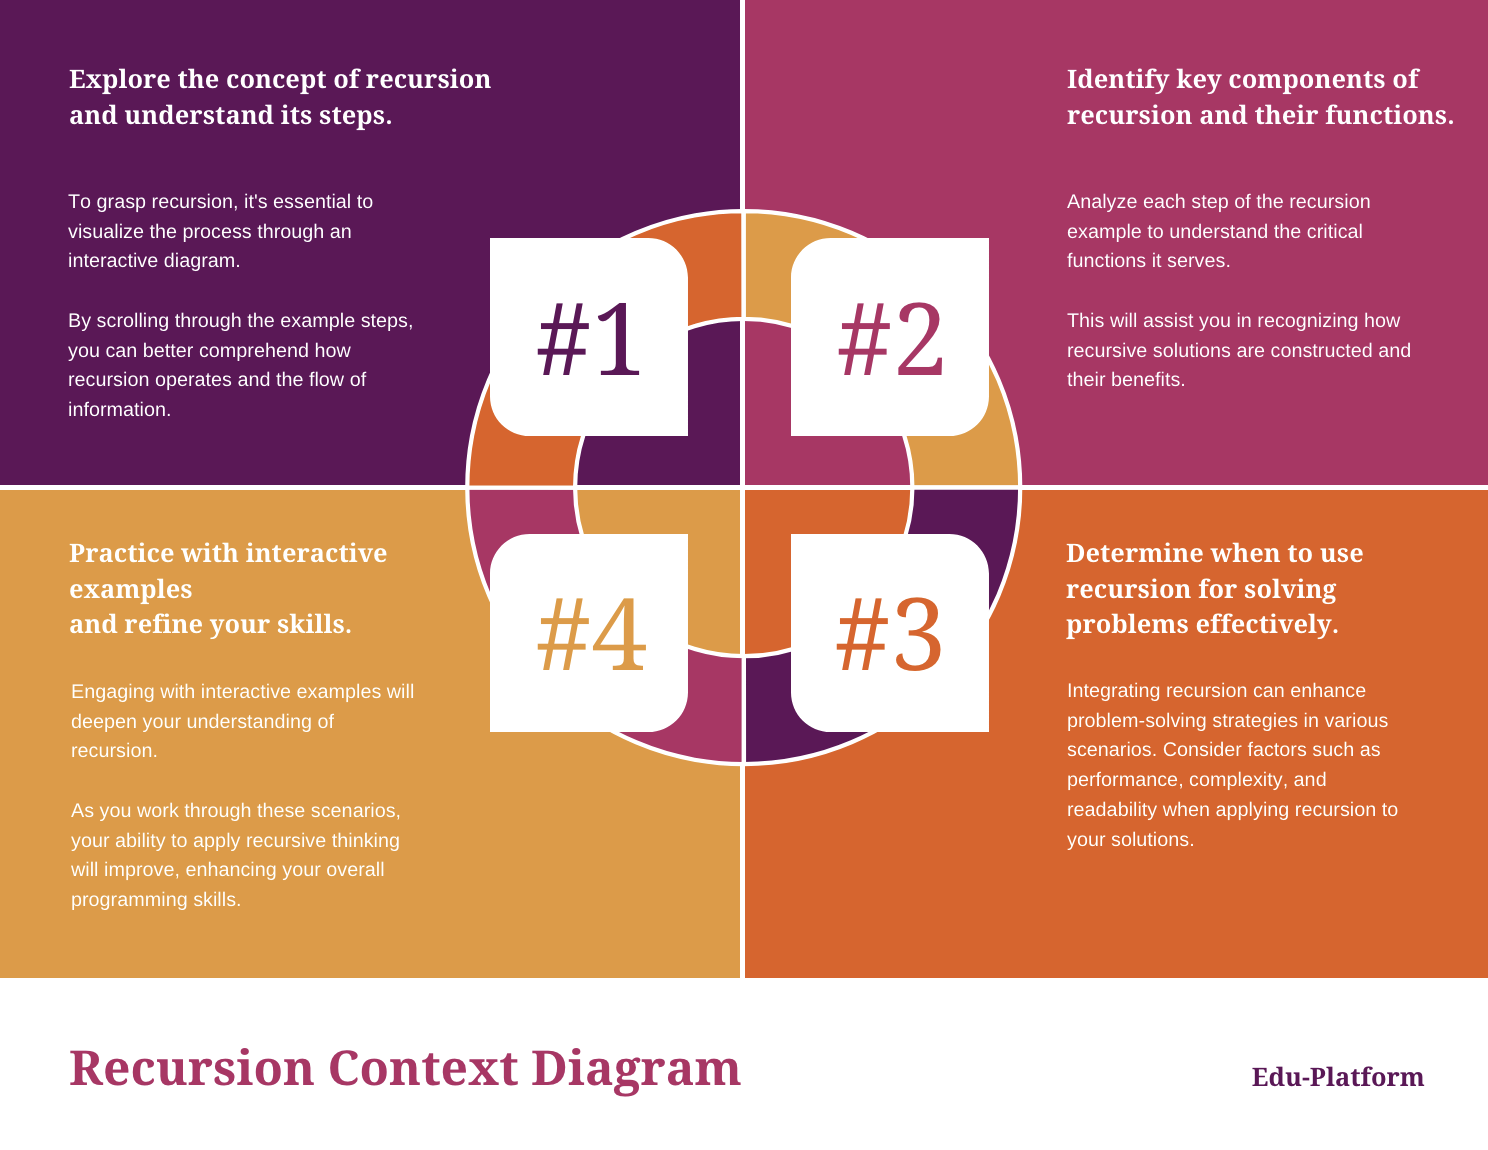 Explore the concept of recursion
and understand its steps.
To grasp recursion, it's essential to
visualize the process through an
interactive diagram.
By scrolling through the example steps,
you can better comprehend how
recursion operates and the flow of
information.
#1
Identify key components of
recursion and their functions.
Analyze each step of the recursion
example to understand the critical
functions it serves.
This will assist you in recognizing how
recursive solutions are constructed and
their benefits.
#2
Determine when to use
recursion for solving
problems effectively.
Integrating recursion can enhance
problem-solving strategies in various
scenarios. Consider factors such as
performance, complexity, and
readability when applying recursion to
your solutions.
#3
Practice with interactive
examples
and refine your skills.
Engaging with interactive examples will
deepen your understanding of
recursion.
As you work through these scenarios,
your ability to apply recursive thinking
will improve, enhancing your overall
programming skills.
#4
Recursion Context Diagram
Edu-Platform